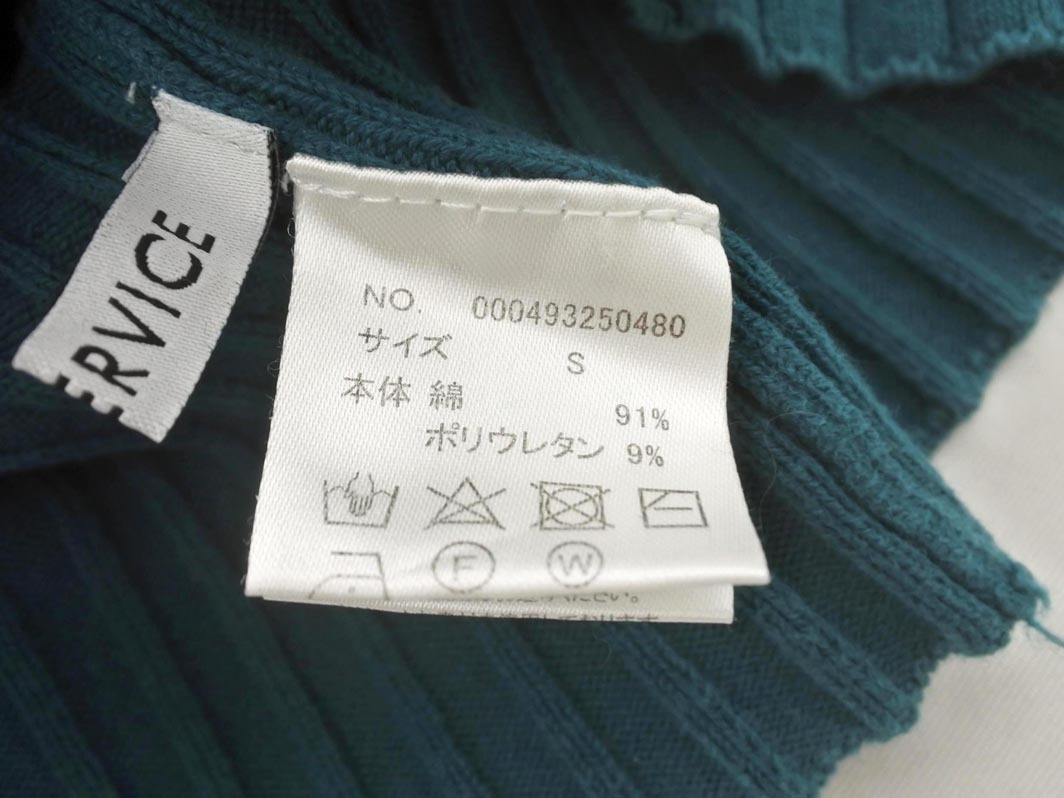 ERVICE
NO. 000493250480
サイズ S
本体 綿 91%
ポリウレタン 9%
F W